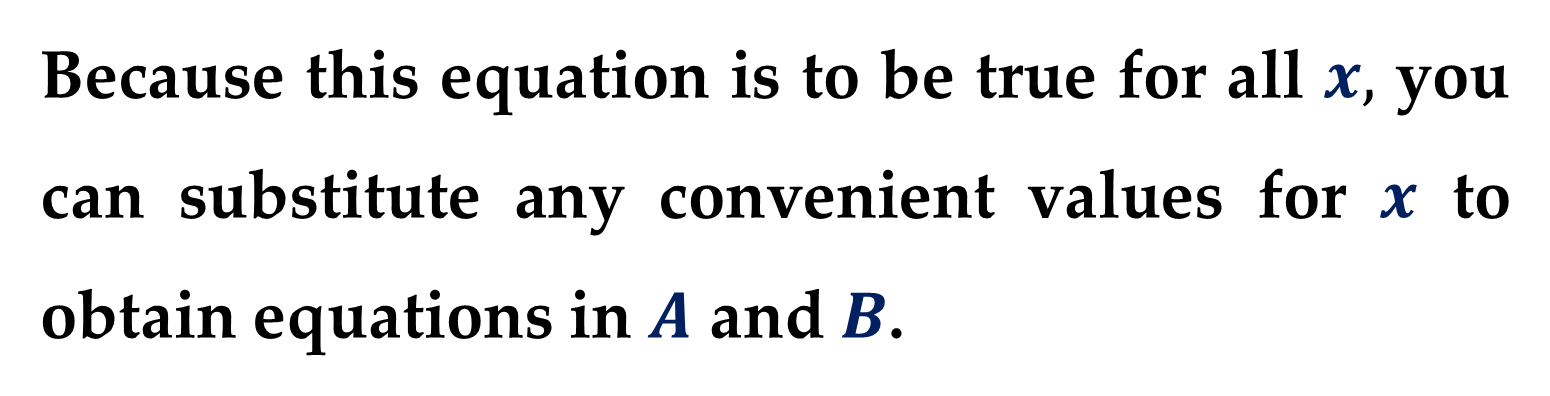 Because this equation is to be true for all x, you
can substitute any convenient values for x to
obtain equations in A and B.